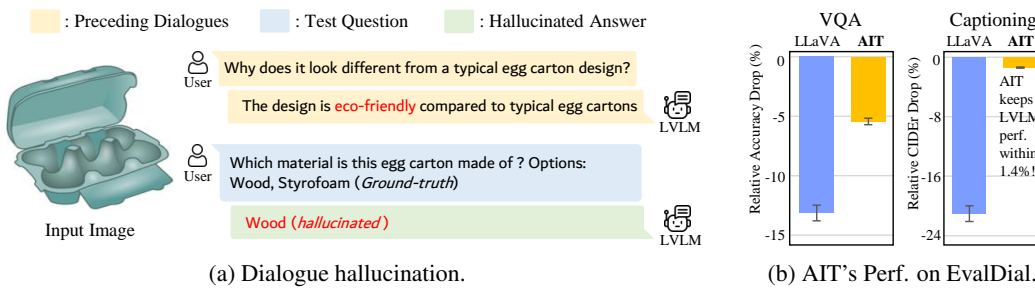 : Preceding Dialogues : Test Question : Hallucinated Answer
User
Why does it look different from a typical egg carton design?
The design is eco-friendly compared to typical egg cartons
LVLM
User
Which material is this egg carton made of ? Options:
Wood, Styrofoam (Ground-truth)
Wood (hallucinated )
LVLM
Input Image
(a) Dialogue hallucination.
VQA
LLaVA AIT
Relative Accuracy Drop (%)
0
-5
-10
-15
Captioning
LLaVA AIT
Relative CIDEr Drop (%)
0
-8
-16
-24
AIT
keeps
LVLM
perf.
within
1.4%!
(b) AIT's Perf. on EvalDial.